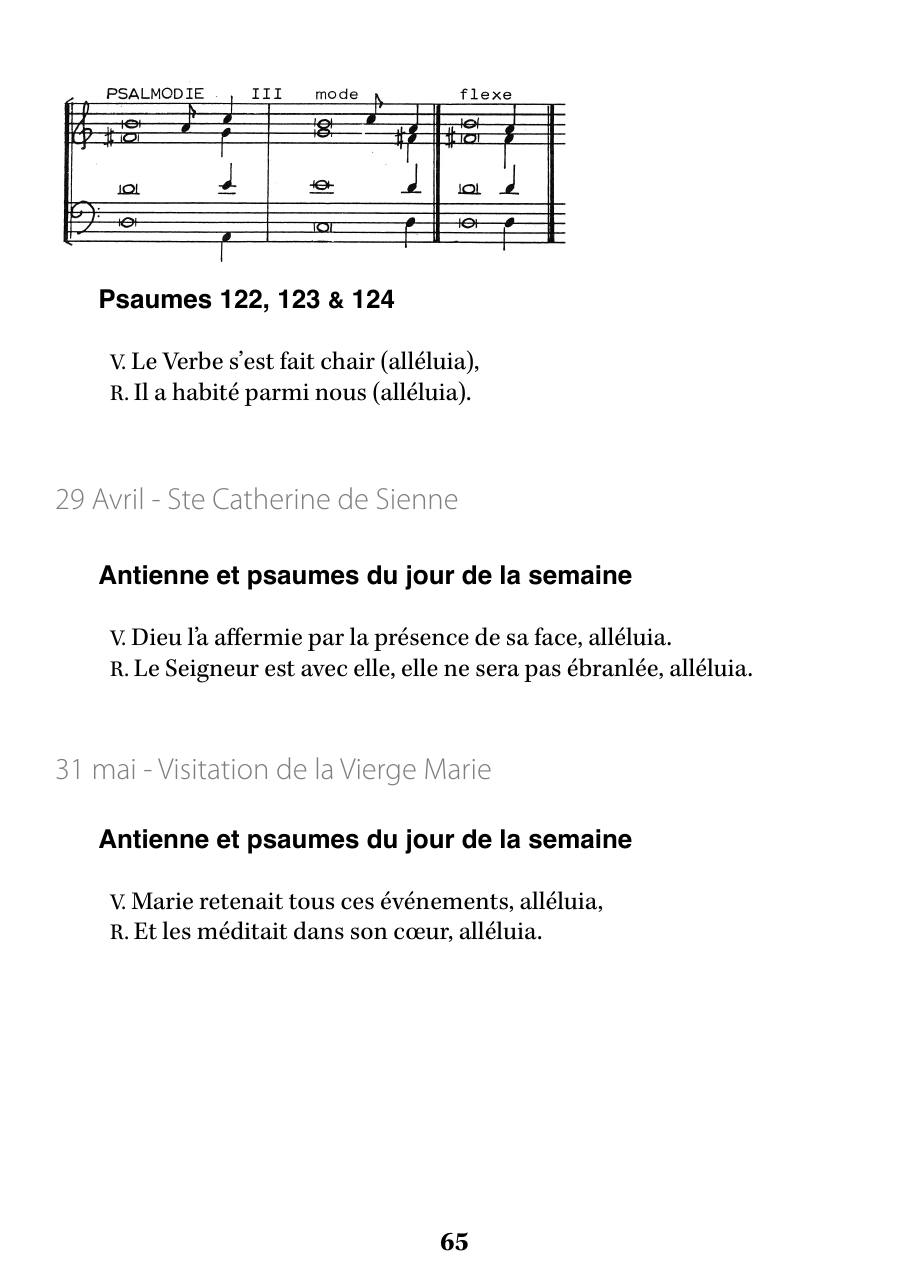 PSALMODIE III mode flexe
Psaumes 122, 123 & 124
V. Le Verbe s’est fait chair (alléluia),
R. Il a habité parmi nous (alléluia).
29 Avril - Ste Catherine de Sienne
Antienne et psaumes du jour de la semaine
V. Dieu l’a affermie par la présence de sa face, alléluia.
R. Le Seigneur est avec elle, elle ne sera pas ébranlée, alléluia.
31 mai - Visitation de la Vierge Marie
Antienne et psaumes du jour de la semaine
V. Marie retenait tous ces événements, alléluia,
R. Et les méditait dans son cœur, alléluia.
65